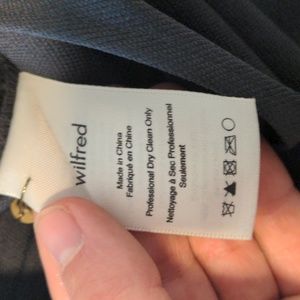 wilfred
Made in China
Fabriqué en Chine
Professional Dry Clean Only
Nettoyage à Sec Professionnel
Seulement